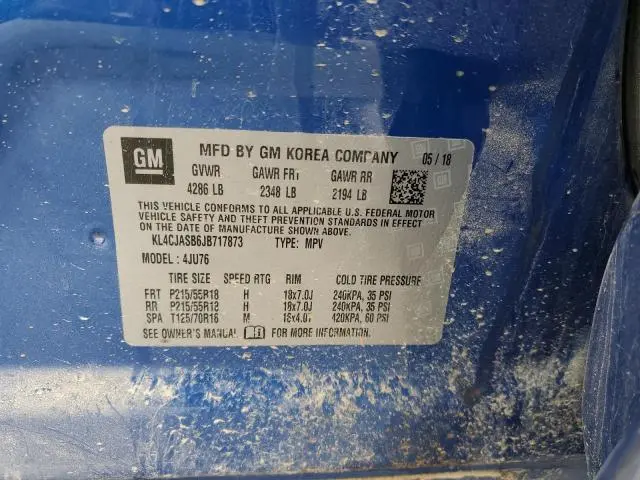 GM MFD BY GM KOREA COMPANY 05/18
GVWR GAWR FRT GAWR RR
4286 LB 2348 LB 2194 LB
THIS VEHICLE CONFORMS TO ALL APPLICABLE U.S. FEDERAL MOTOR
VEHICLE SAFETY AND THEFT PREVENTION STANDARDS IN EFFECT
ON THE DATE OF MANUFACTURE SHOWN ABOVE.
KL4CJASB6JB717873 TYPE: MPV
MODEL: 4JU76
TIRE SIZE SPEED RTG RIM COLD TIRE PRESSURE
FRT P215/55R18 H 18x7.0J 240KPA, 35 PSI
RR P215/55R18 H 18x7.0J 240KPA, 35 PSI
SPA T125/70R16 M 16x4.0T 420KPA, 60 PSI
SEE OWNER'S MANUAL FOR MORE INFORMATION.